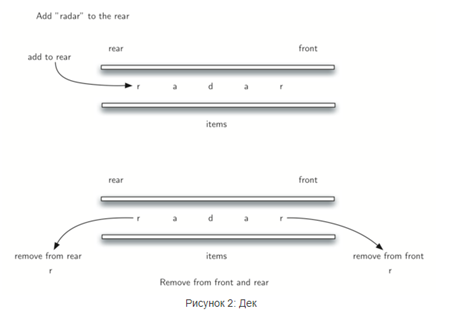 Add "radar" to the rear
rear front
add to rear
r a d a r
items
rear front
r a d a r
remove from rear items remove from front
r r
Remove from front and rear
Рисунок 2: Дек